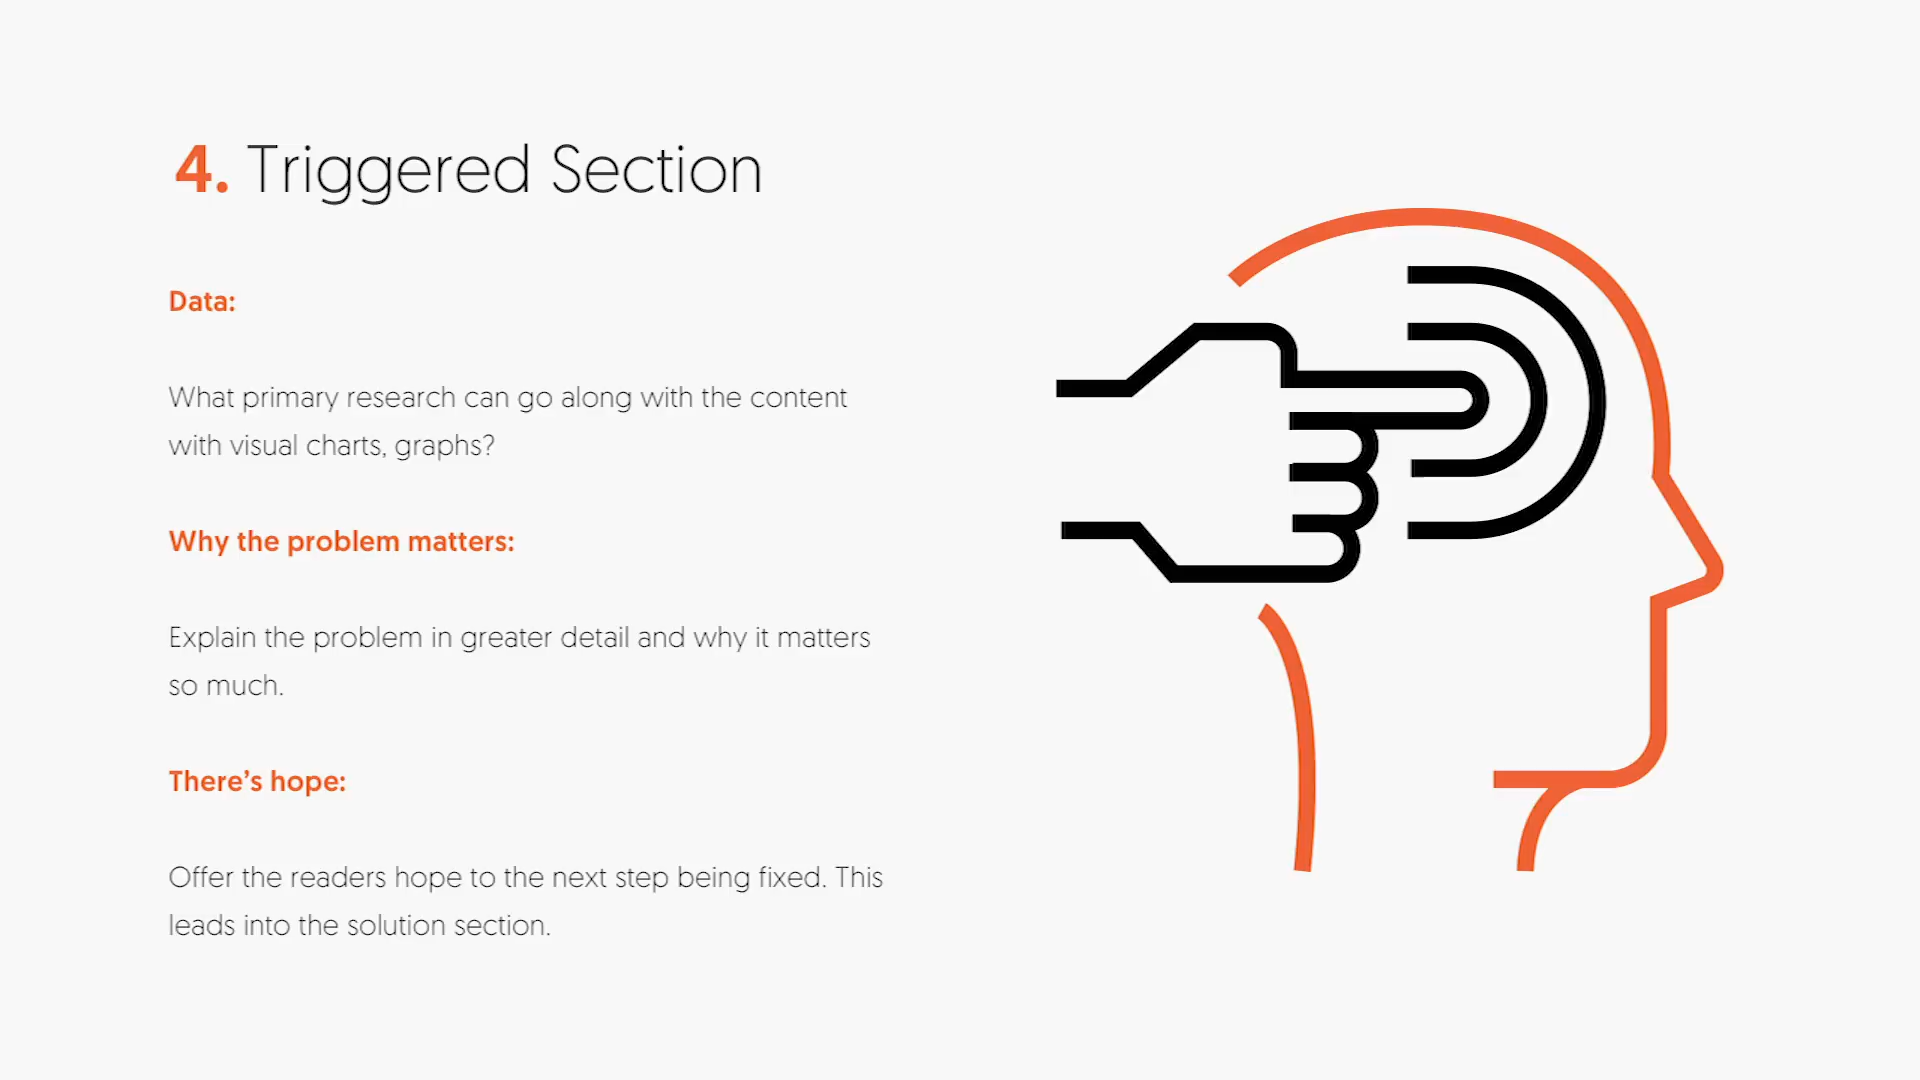 4. Triggered Section
Data:
What primary research can go along with the content
with visual charts, graphs?
Why the problem matters:
Explain the problem in greater detail and why it matters
so much.
There’s hope:
Offer the readers hope to the next step being fixed. This
leads into the solution section.